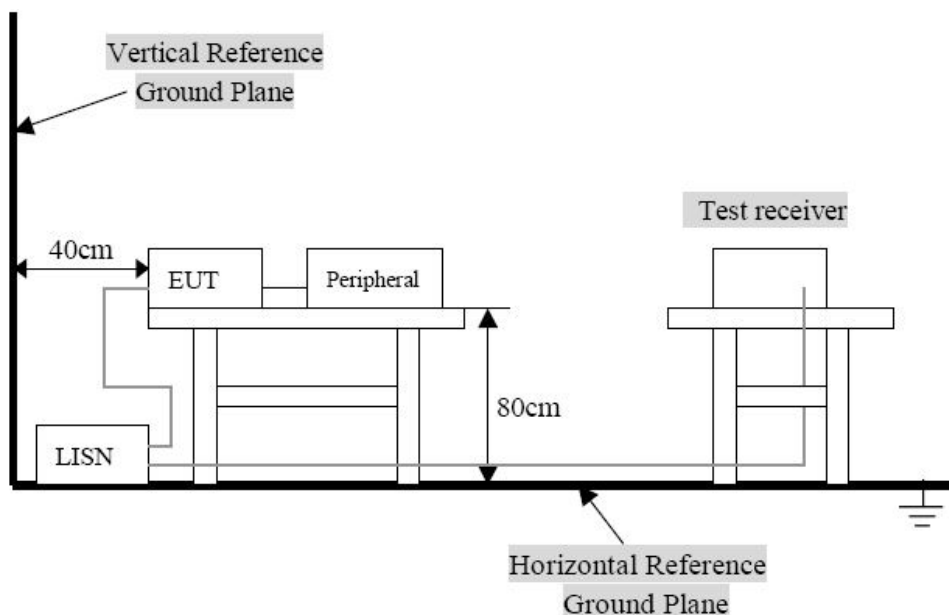 Vertical Reference
Ground Plane
Test receiver
40cm
EUT
Peripheral
80cm
LISN
Horizontal Reference
Ground Plane